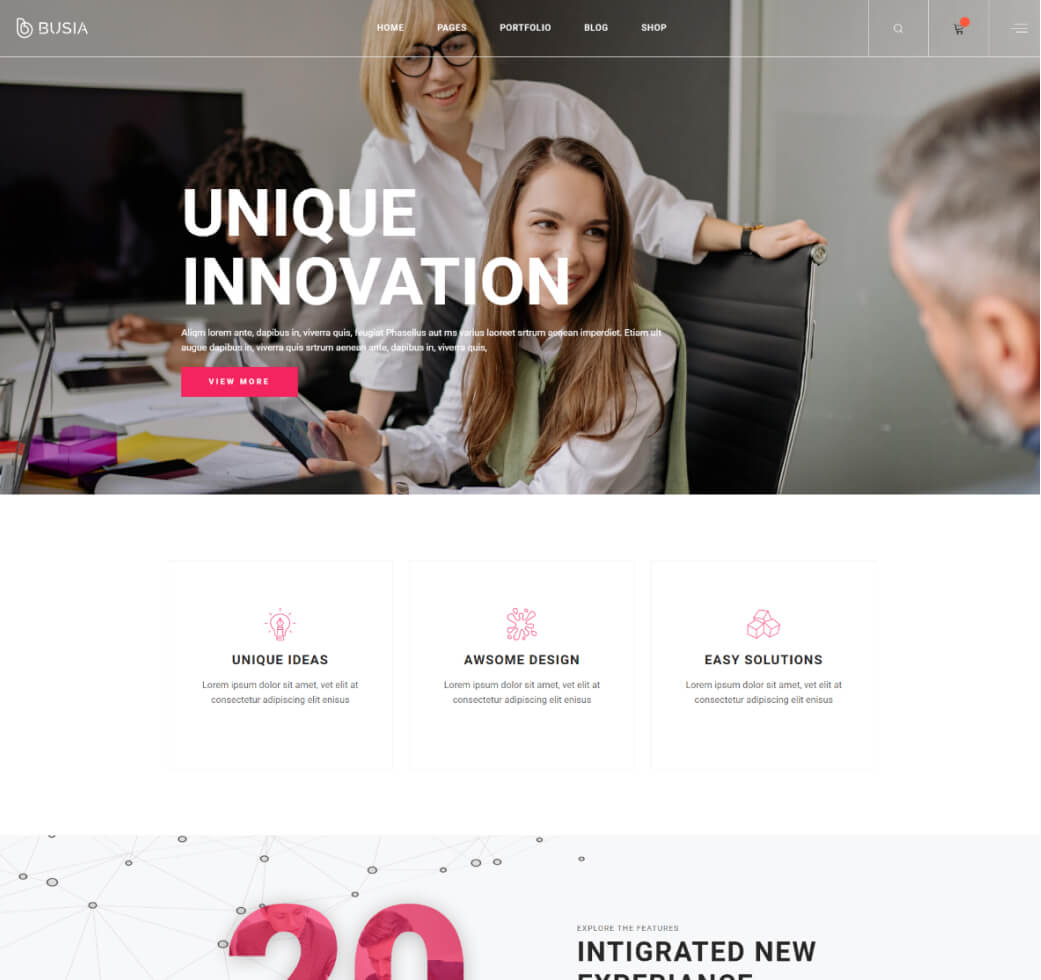 BUSIA
HOME PAGES PORTFOLIO BLOG SHOP
UNIQUE
INNOVATION
Aliqm lorem ante, dapibus in, viverra quis, feugiat Phasellus aut ms varius laoreet srtrum aenean imperdiet. Etiam ult
augue dapibus in, viverra quis srtrum aenean ante, dapibus in, viverra quis,
VIEW MORE
UNIQUE IDEAS
Lorem ipsum dolor sit amet, vet elit at
consectetur adipiscing elit enisus
AWSOME DESIGN
Lorem ipsum dolor sit amet, vet elit at
consectetur adipiscing elit enisus
EASY SOLUTIONS
Lorem ipsum dolor sit amet, vet elit at
consectetur adipiscing elit enisus
20
EXPLORE THE FEATURES
INTIGRATED NEW
EXPERIANCE